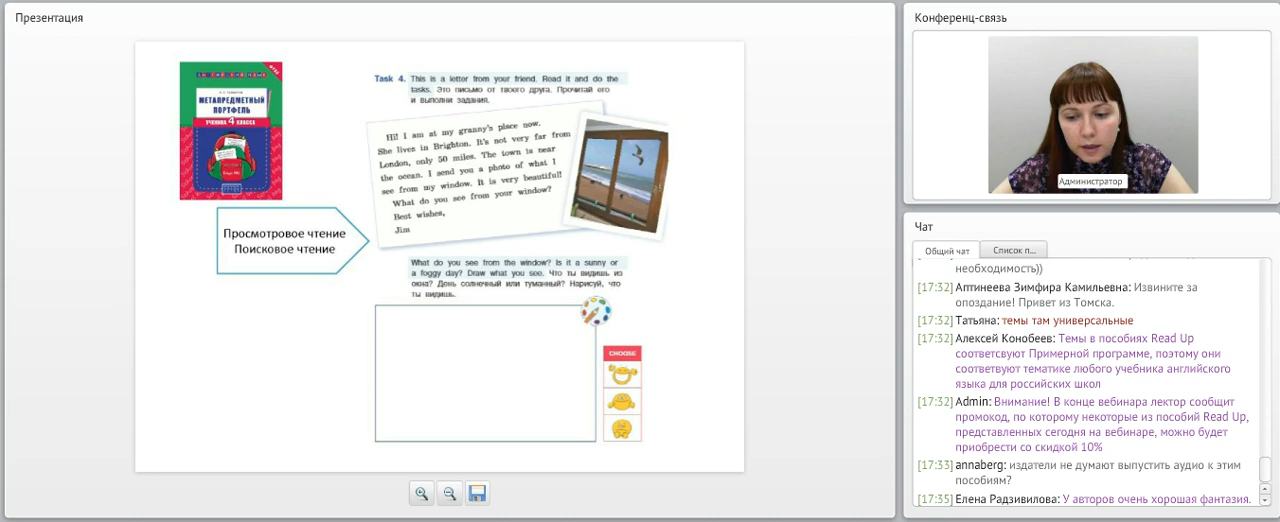 Презентация
АНГЛИЙСКИЙ ЯЗЫК
МЕТАПРЕДМЕТНЫЙ
ПОРТФЕЛЬ
УЧЕНИКА 4 КЛАССА
Просмотровое чтение
Поисковое чтение
Task 4. This is a letter from your friend. Read it and do the
tasks. Это письмо от твоего друга. Прочитай его
и выполни задания.
Hi! I am at my granny's place now.
She lives in Brighton. It's not very far from
London, only 50 miles. The town is near
the ocean. I send you a photo of what I
see from my window. It is very beautiful!
What do you see from your window?
Best wishes,
Jim
What do you see from the window? Is it a sunny or
a foggy day? Draw what you see. Что ты видишь из
окна? День солнечный или туманный? Нарисуй, что
ты видишь.
CHOOSE
Конференц-связь
Администратор
Чат
Общий чат
Список п...
необходимость))
[17:32] Аптинеева Зимфира Камильевна: Извините за
опоздание! Привет из Томска.
[17:32] Татьяна: темы там универсальные
[17:32] Алексей Конобеев: Темы в пособиях Read Up
соответсвуют Примерной программе, поэтому они
соответвуют тематике любого учебника английского
языка для российских школ
[17:32] Admin: Внимание! В конце вебинара лектор сообщит
промокод, по которому некоторые из пособий Read Up,
представленных сегодня на вебинаре, можно будет
приобрести со скидкой 10%
[17:33] annaberg: издатели не думают выпустить аудио к этим
пособиям?
[17:35] Елена Радзивилова: У авторов очень хорошая фантазия.